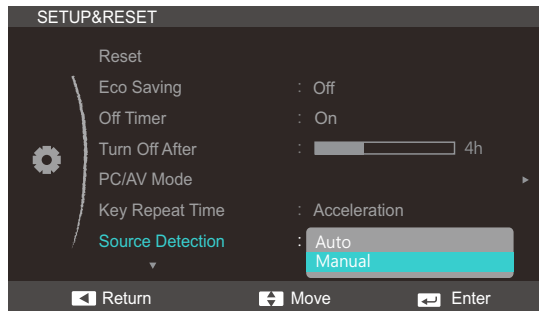 SETUP&RESET
Reset
Eco Saving : Off
Off Timer : On
Turn Off After : 4h
PC/AV Mode
Key Repeat Time : Acceleration
Source Detection : Auto
Manual
Return Move Enter